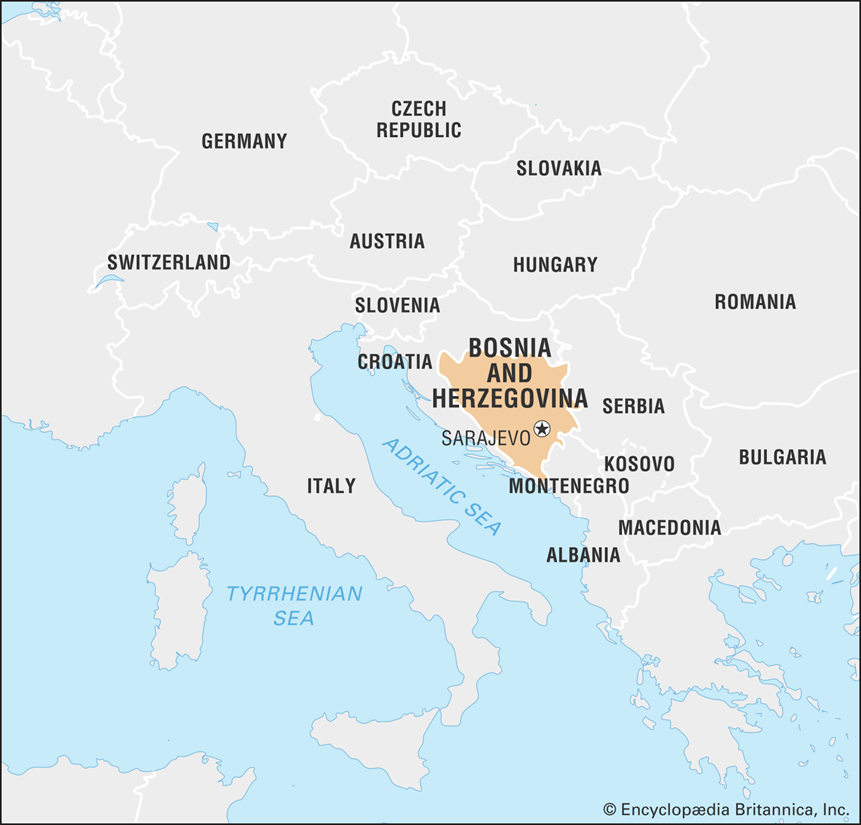 CZECH
REPUBLIC
GERMANY
SLOVAKIA
AUSTRIA
SWITZERLAND
HUNGARY
SLOVENIA
ROMANIA
CROATIA
BOSNIA
AND
HERZEGOVINA
SERBIA
SARAJEVO
ADRIATIC SEA
KOSOVO
BULGARIA
ITALY
MONTENEGRO
MACEDONIA
ALBANIA
TYRRHENIAN
SEA
© Encyclopædia Britannica, Inc.